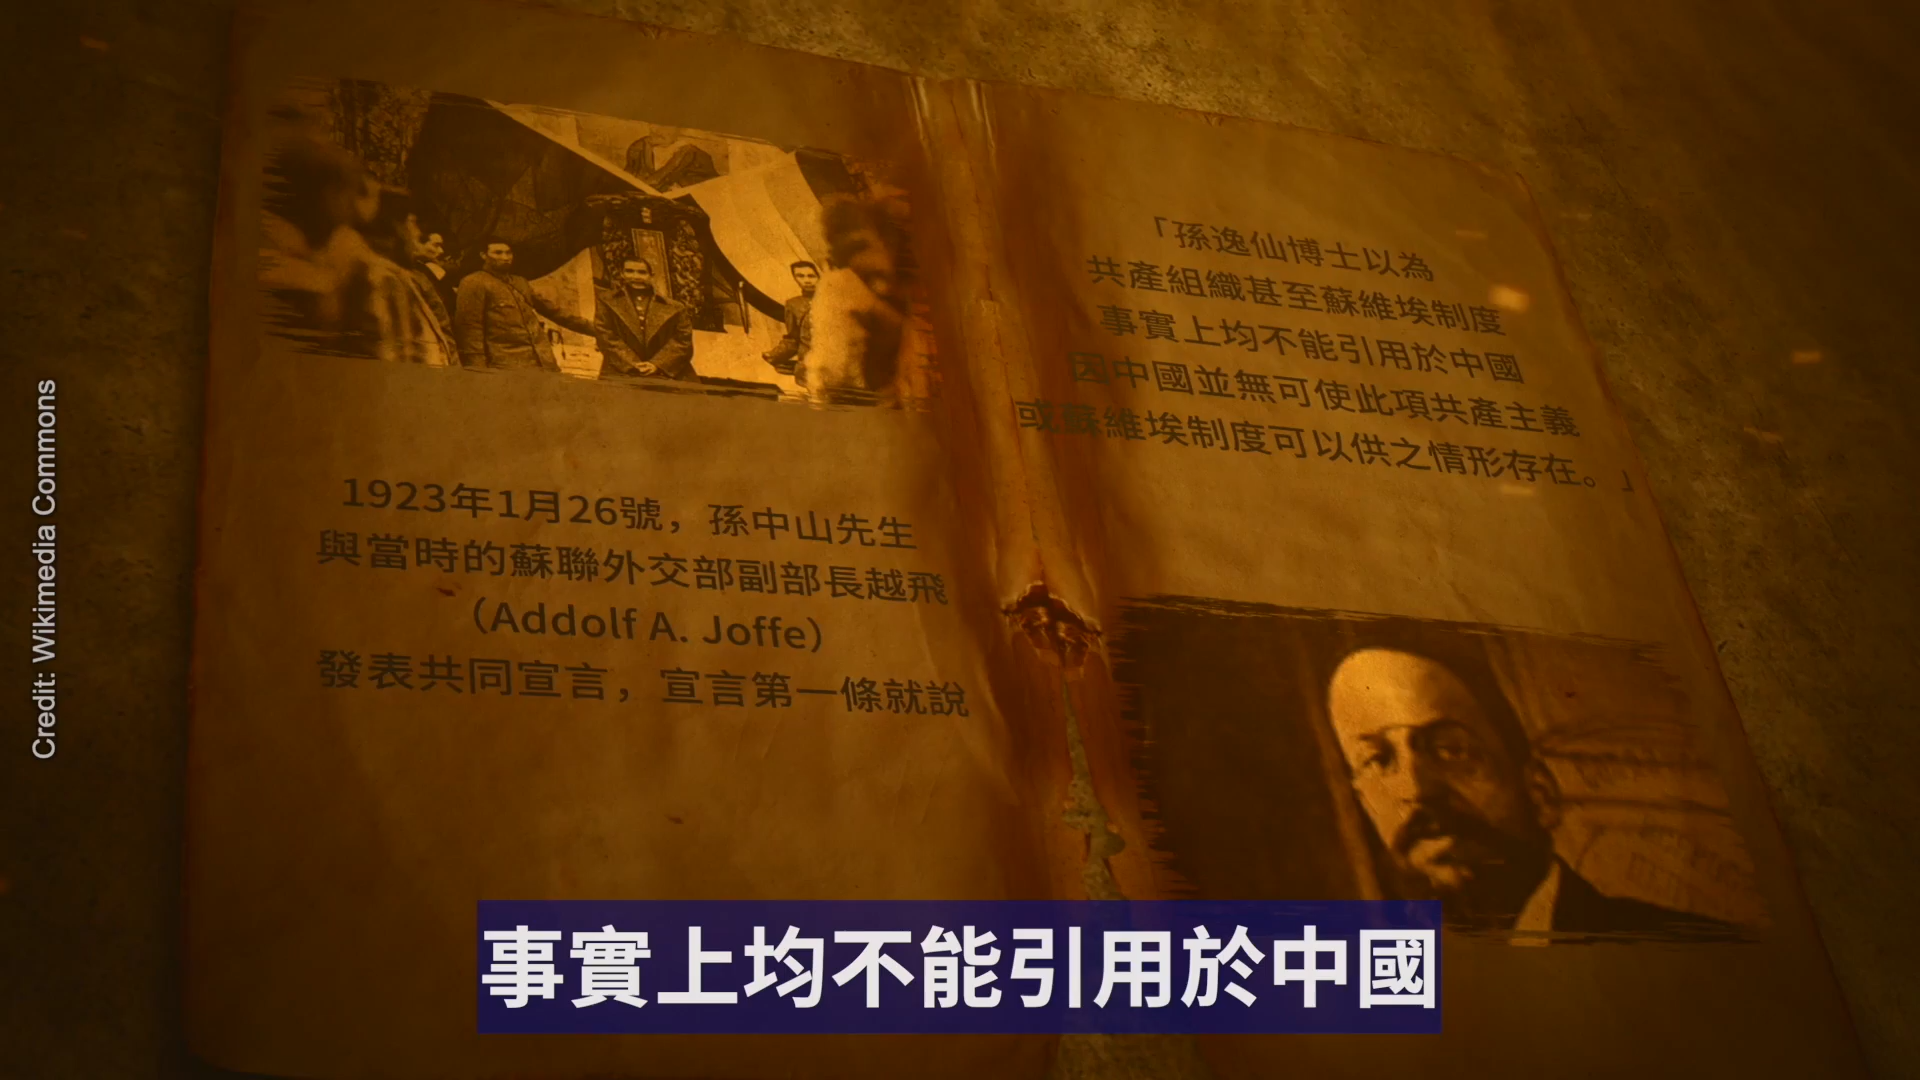 Credit: Wikimedia Commons
1923年1月26號，孫中山先生
與當時的蘇聯外交部副部長越飛
（Addolf A. Joffe）
發表共同宣言，宣言第一條就說
「孫逸仙博士以為
共產組織甚至蘇維埃制度
事實上均不能引用於中國
因中國並無可使此項共產主義
或蘇維埃制度可以供之情形存在。」
事實上均不能引用於中國